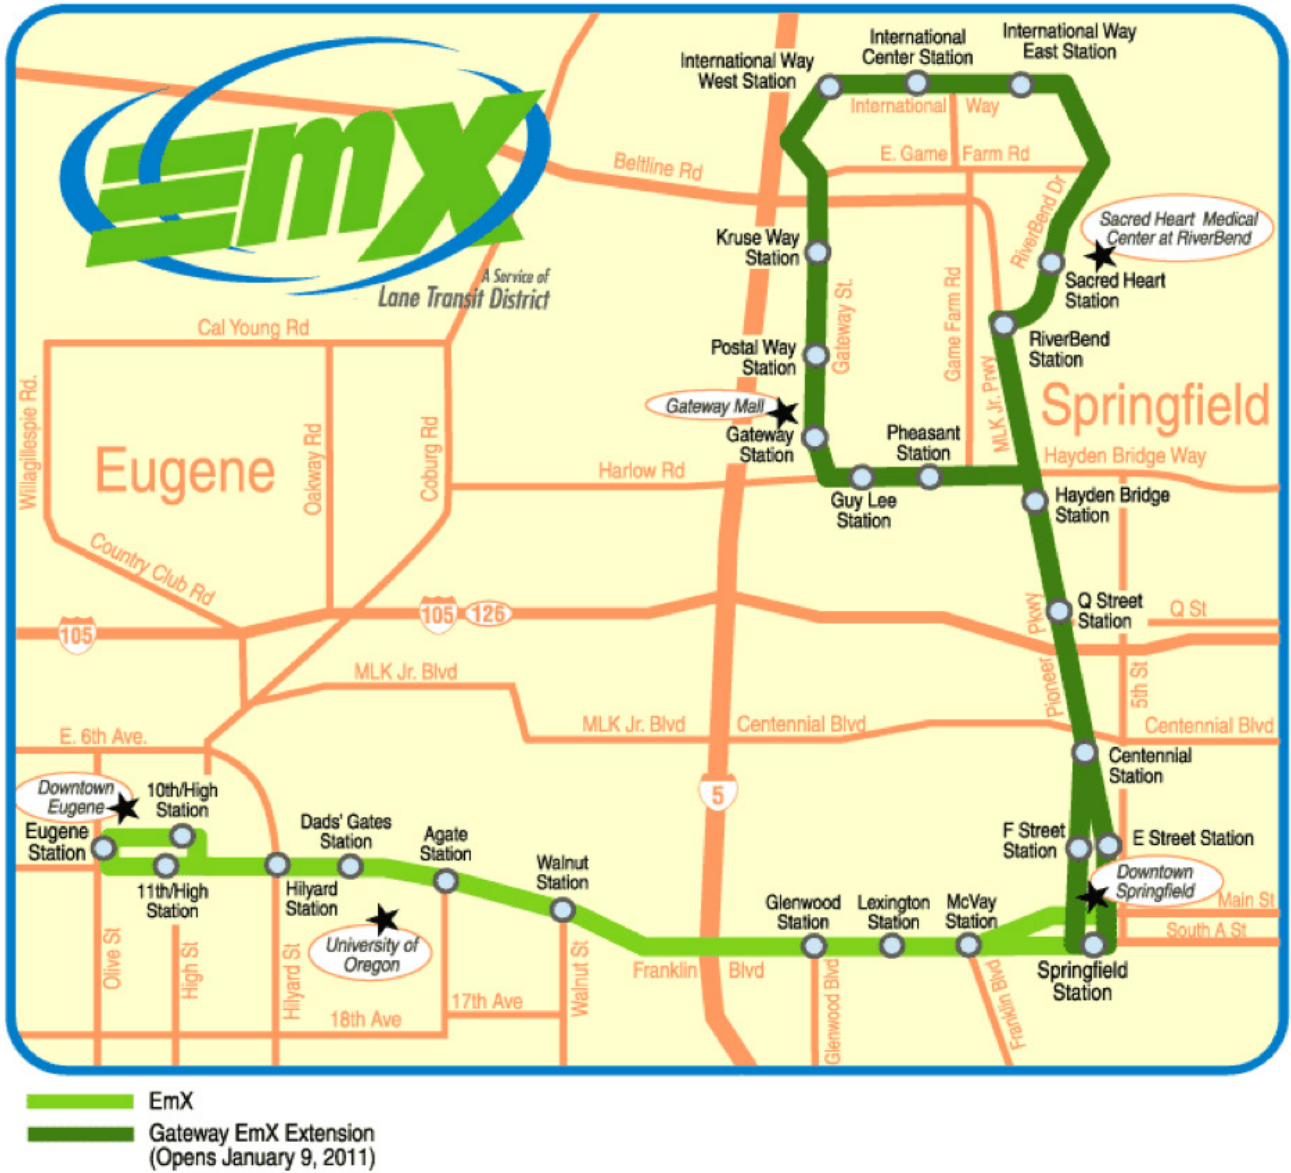 International Way
West Station
International
Center Station
International Way
East Station
International Way
E. Game Farm Rd
Beltline Rd
EmX
A Service of
Lane Transit District
Kruse Way
Station
RiverBend Dr
Sacred Heart Medical
Center at RiverBend
Sacred Heart
Station
Gateway St.
Game Farm Rd
RiverBend
Station
Cal Young Rd
Postal Way
Station
MLK Jr. Prwy
Springfield
Gateway Mall
Gateway
Station
Pheasant
Station
Willagillespie Rd.
Eugene
Oakway Rd
Coburg Rd
Harlow Rd
Hayden Bridge Way
Guy Lee
Station
Hayden Bridge
Station
Country Club Rd
105
105
126
Q Street
Station
Q St
Pioneer Pkwy
5th St
MLK Jr. Blvd
MLK Jr. Blvd
Centennial Blvd
Centennial Blvd
E. 6th Ave.
Centennial
Station
5
Downtown
Eugene
10th/High
Station
Eugene
Station
Dads' Gates
Station
Agate
Station
Walnut
Station
F Street
Station
E Street Station
Downtown
Springfield
11th/High
Station
Hilyard
Station
Glenwood
Station
Lexington
Station
McVay
Station
Main St
South A St
University of
Oregon
Franklin Blvd
Springfield
Station
Olive St
High St
Hilyard St
17th Ave
18th Ave
Walnut St
Glenwood Blvd
Franklin Blvd
EmX
Gateway EmX Extension
(Opens January 9, 2011)